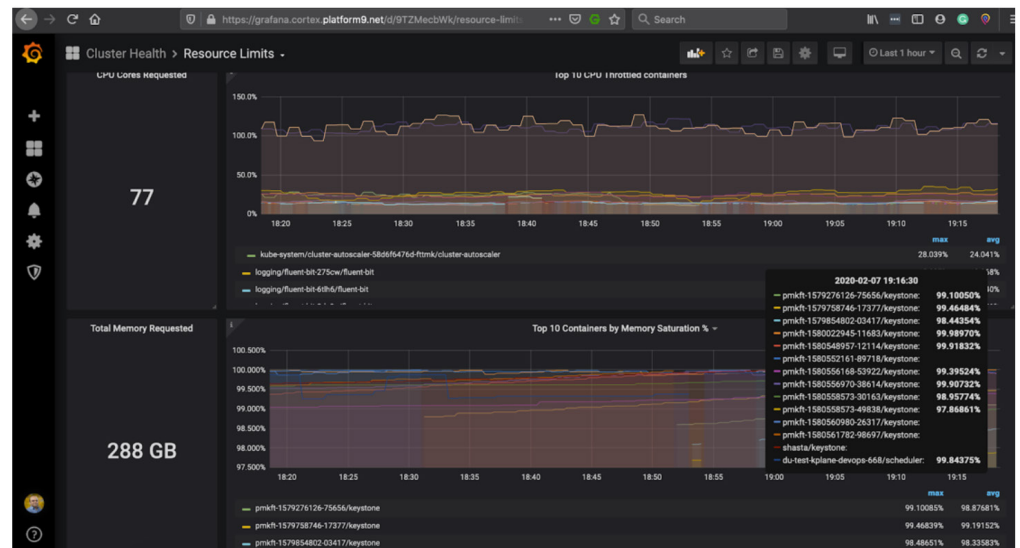 https://grafana.cortex.platform9.net/d/9TZMecbWk/resource-limits
Search
Cluster Health > Resource Limits
Last 1 hour
CPU Cores Requested
77
Top 10 CPU Throttled containers
150.0%
100.0%
50.0%
0%
18:20 18:25 18:30 18:35 18:40 18:45 18:50 18:55 19:00 19:05 19:10 19:15
max avg
kube-system/cluster-autoscaler-58d6f6476d-fttmk/cluster-autoscaler 28.039% 24.041%
logging/fluent-bit-275cw/fluent-bit
logging/fluent-bit-6tlh6/fluent-bit
2020-02-07 19:16:30
pmkft-1579276126-75656/keystone: 99.10050%
pmkft-1579758746-17377/keystone: 99.46484%
pmkft-1579854802-03417/keystone: 98.44354%
pmkft-1580022945-11683/keystone: 99.98970%
pmkft-1580548957-12114/keystone: 99.91832%
pmkft-1580552161-89718/keystone:
pmkft-1580556168-53922/keystone: 99.39524%
pmkft-1580556970-38614/keystone: 99.90732%
pmkft-1580558573-30163/keystone: 98.95774%
pmkft-1580558573-49838/keystone: 97.86861%
pmkft-1580560980-26317/keystone:
pmkft-1580561782-98697/keystone:
shasta/keystone:
du-test-kplane-devops-668/scheduler: 99.84375%
Total Memory Requested
288 GB
Top 10 Containers by Memory Saturation %
100.500%
100.000%
99.500%
99.000%
98.500%
98.000%
97.500%
18:20 18:25 18:30 18:35 18:40 18:45 18:50 18:55 19:00 19:05 19:10 19:15
max avg
pmkft-1579276126-75656/keystone 99.10085% 98.87681%
pmkft-1579758746-17377/keystone 99.46839% 99.19152%
pmkft-1579854802-03417/keystone 98.48651% 98.33583%